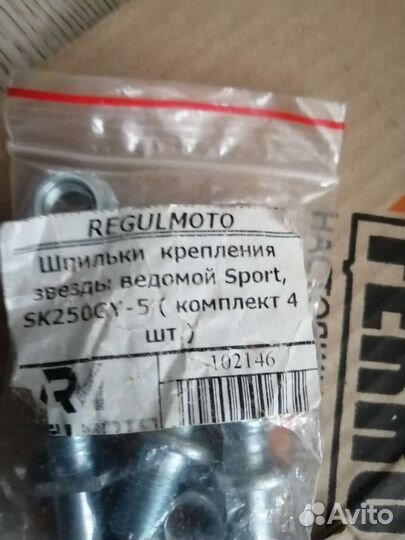 REGULMOTO
Шпильки крепления
звезды ведомой Sport,
SK250GY-5 ( комплект 4
шт.)
102146
Avito